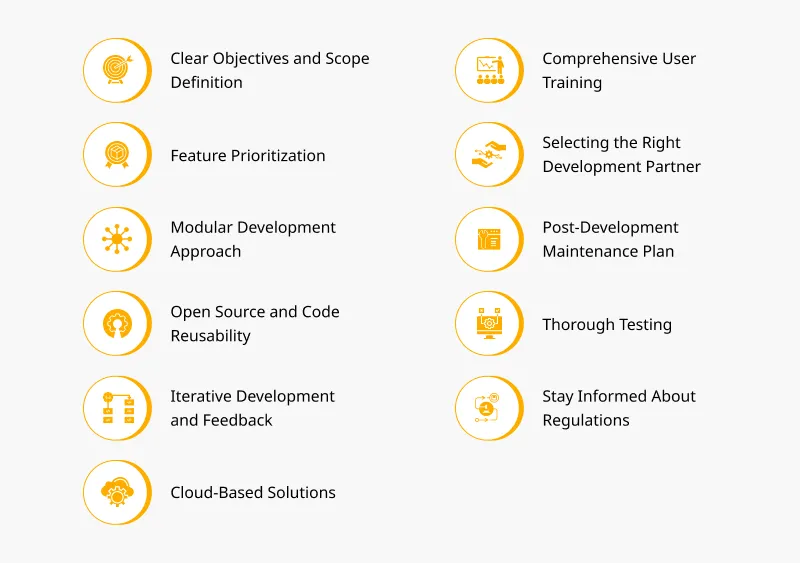 Clear Objectives and Scope
Definition
Feature Prioritization
Modular Development
Approach
Open Source and Code
Reusability
Iterative Development
and Feedback
Cloud-Based Solutions
Comprehensive User
Training
Selecting the Right
Development Partner
Post-Development
Maintenance Plan
Thorough Testing
Stay Informed About
Regulations